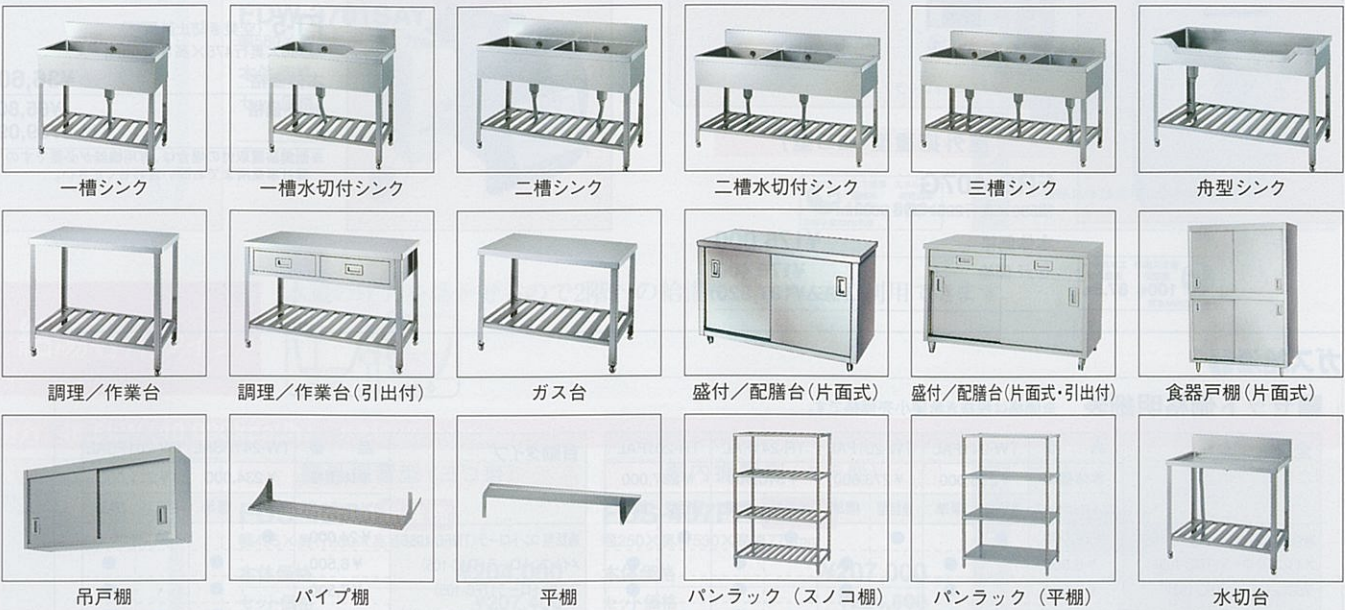 一槽シンク
一槽水切付シンク
二槽シンク
二槽水切付シンク
三槽シンク
舟型シンク
調理／作業台
調理／作業台(引出付)
ガス台
盛付／配膳台(片面式)
盛付／配膳台(片面式・引出付)
食器戸棚(片面式)
吊戸棚
パイプ棚
平棚
パンラック（スノコ棚）
パンラック（平棚）
水切台